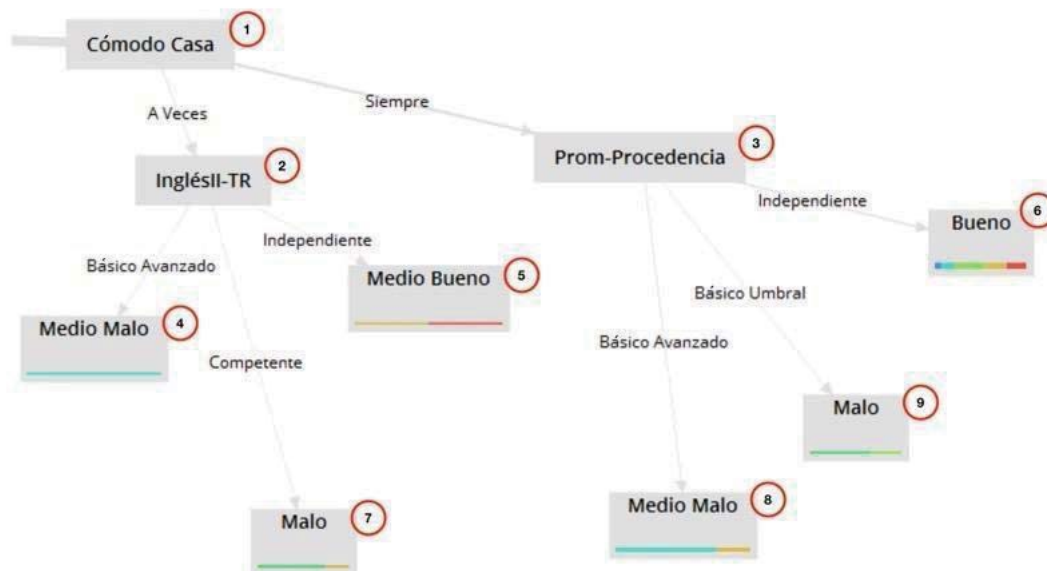 Cómodo Casa
1
A Veces
Siempre
InglésII-TR
2
Prom-Procedencia
3
Básico Avanzado
Independiente
Independiente
Bueno
6
Medio Malo
4
Medio Bueno
5
Competente
Básico Umbral
Básico Avanzado
Malo
9
Malo
7
Medio Malo
8